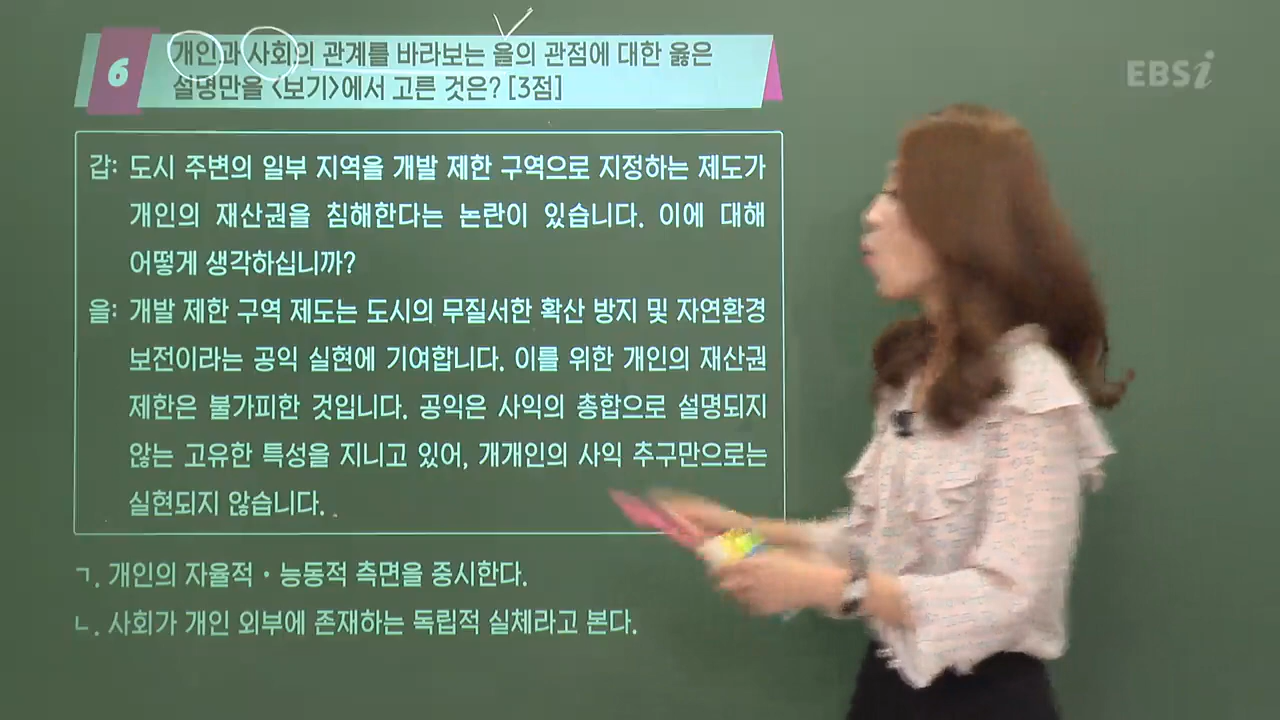 6
개인과 사회의 관계를 바라보는 을의 관점에 대한 옳은
설명만을 <보기>에서 고른 것은? [3점]
EBSi
갑: 도시 주변의 일부 지역을 개발 제한 구역으로 지정하는 제도가
개인의 재산권을 침해한다는 논란이 있습니다. 이에 대해
어떻게 생각하십니까?
을: 개발 제한 구역 제도는 도시의 무질서한 확산 방지 및 자연환경
보전이라는 공익 실현에 기여합니다. 이를 위한 개인의 재산권
제한은 불가피한 것입니다. 공익은 사익의 총합으로 설명되지
않는 고유한 특성을 지니고 있어, 개개인의 사익 추구만으로는
실현되지 않습니다.
ㄱ. 개인의 자율적·능동적 측면을 중시한다.
ㄴ. 사회가 개인 외부에 존재하는 독립적 실체라고 본다.